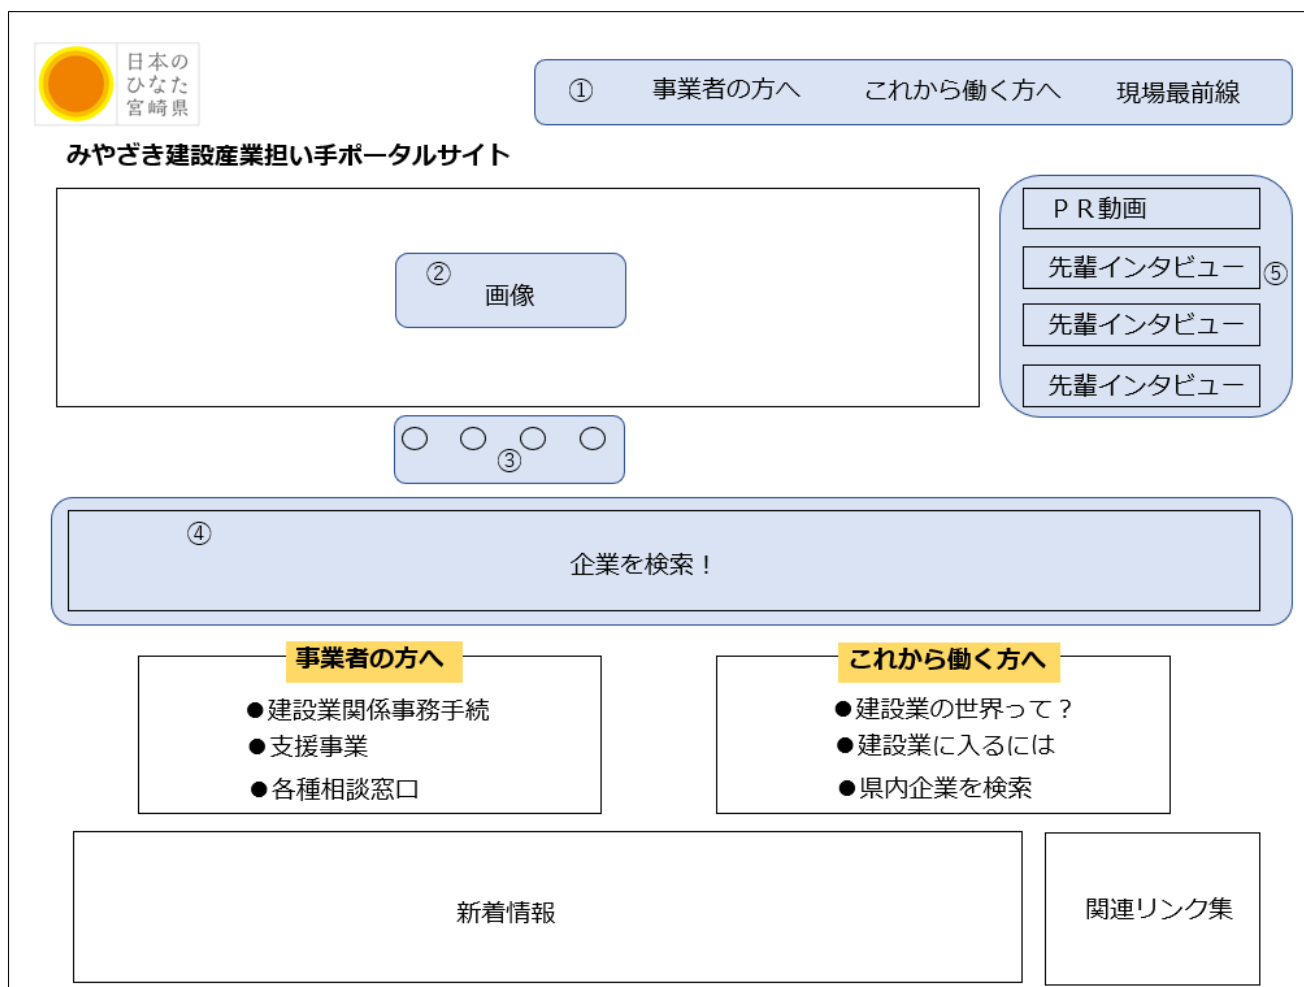 日本の
ひなた
宮崎県
① 事業者の方へ これから働く方へ 現場最前線
みやざき建設産業担い手ポータルサイト
② 画像
ＰＲ動画
先輩インタビュー ⑤
先輩インタビュー
先輩インタビュー
③
④
企業を検索！
事業者の方へ
●建設業関係事務手続
●支援事業
●各種相談窓口
これから働く方へ
●建設業の世界って？
●建設業に入るには
●県内企業を検索
新着情報
関連リンク集